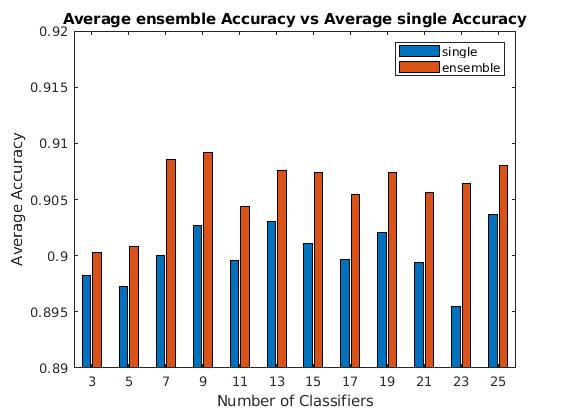 Average ensemble Accuracy vs Average single Accuracy
0.92
single
ensemble
0.915
0.91
0.905
0.9
0.895
0.89
Average Accuracy
3 5 7 9 11 13 15 17 19 21 23 25
Number of Classifiers